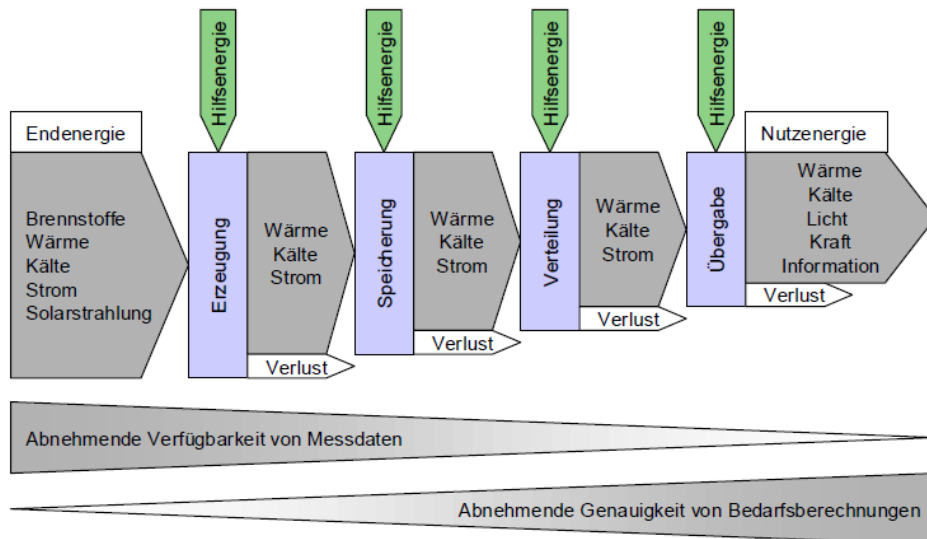 Hilfsenergie
Hilfsenergie
Hilfsenergie
Hilfsenergie
Endenergie
Nutzenergie
Brennstoffe
Wärme
Kälte
Strom
Solarstrahlung
Erzeugung
Wärme
Kälte
Strom
Verlust
Speicherung
Wärme
Kälte
Strom
Verlust
Verteilung
Wärme
Kälte
Strom
Verlust
Übergabe
Wärme
Kälte
Licht
Kraft
Information
Verlust
Abnehmende Verfügbarkeit von Messdaten
Abnehmende Genauigkeit von Bedarfsberechnungen